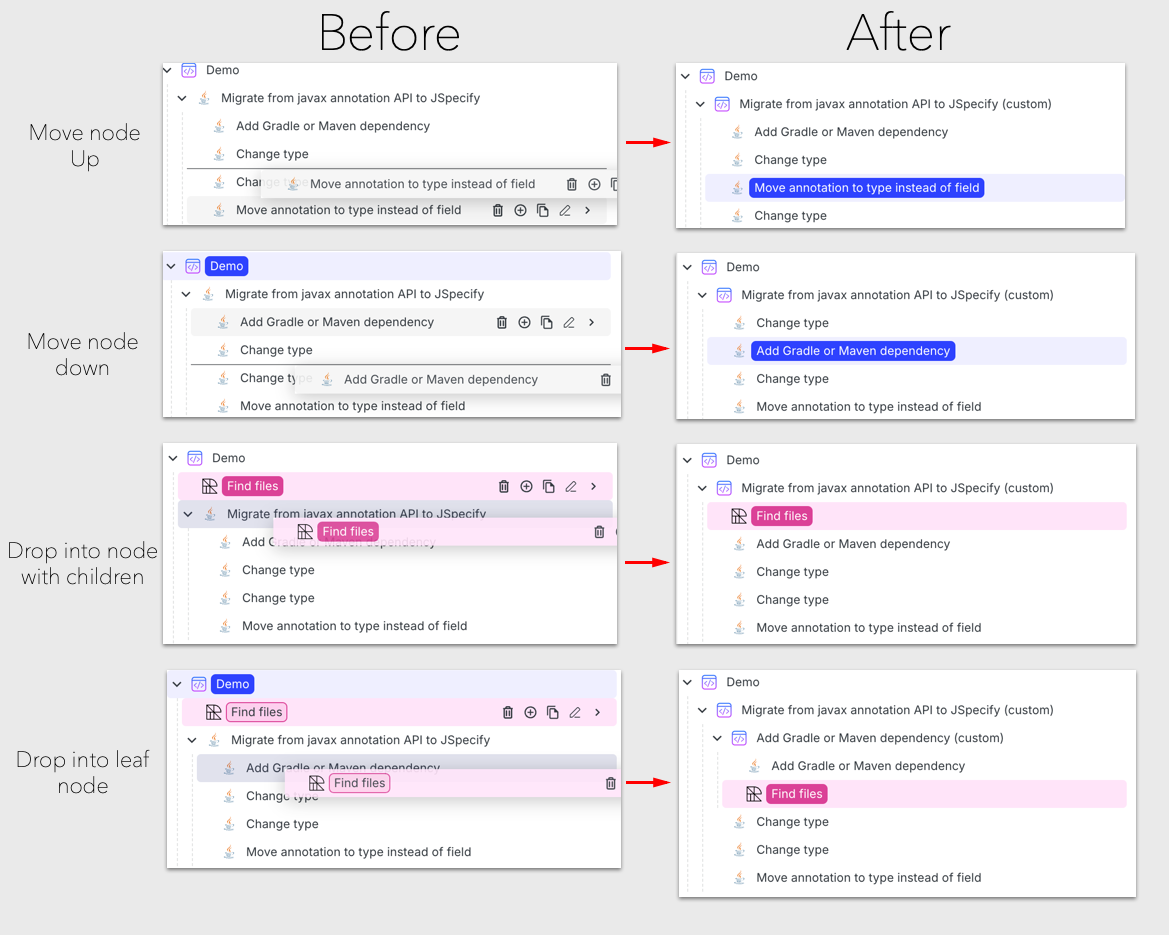 Before
After
Move node
Up
Demo
Migrate from javax annotation API to JSpecify
Add Gradle or Maven dependency
Change type
Move annotation to type instead of field
Move annotation to type instead of field
Demo
Migrate from javax annotation API to JSpecify (custom)
Add Gradle or Maven dependency
Change type
Move annotation to type instead of field
Change type
Move node
down
Demo
Migrate from javax annotation API to JSpecify
Add Gradle or Maven dependency
Change type
Change type
Add Gradle or Maven dependency
Move annotation to type instead of field
Demo
Migrate from javax annotation API to JSpecify (custom)
Change type
Add Gradle or Maven dependency
Change type
Move annotation to type instead of field
Drop into node
with children
Demo
Find files
Migrate from javax annotation API to JSpecify
Find files
Add Gradle or Maven dependency
Change type
Change type
Move annotation to type instead of field
Demo
Migrate from javax annotation API to JSpecify (custom)
Find files
Add Gradle or Maven dependency
Change type
Change type
Move annotation to type instead of field
Drop into leaf
node
Demo
Find files
Migrate from javax annotation API to JSpecify
Add Gradle or Maven dependency
Find files
Change type
Change type
Move annotation to type instead of field
Demo
Migrate from javax annotation API to JSpecify (custom)
Add Gradle or Maven dependency (custom)
Add Gradle or Maven dependency
Find files
Change type
Change type
Move annotation to type instead of field